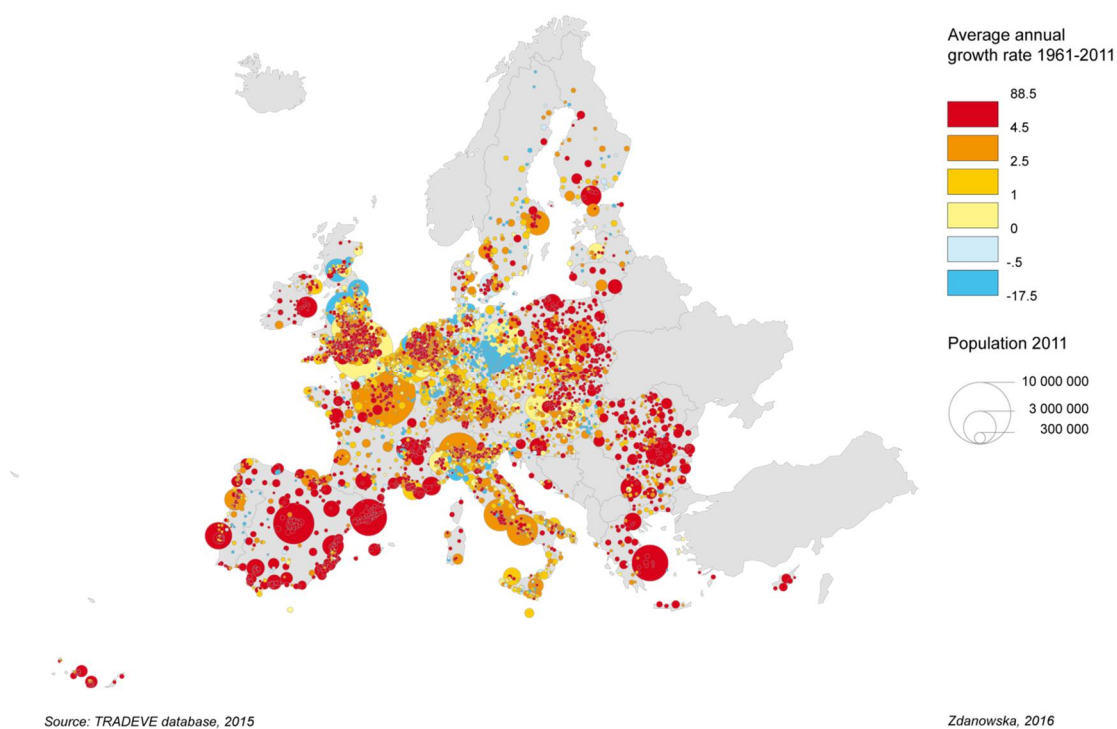 Average annual
growth rate 1961-2011
88.5
4.5
2.5
1
0
-.5
-17.5
Population 2011
10 000 000
3 000 000
300 000
Source: TRADEVE database, 2015
Zdanowska, 2016